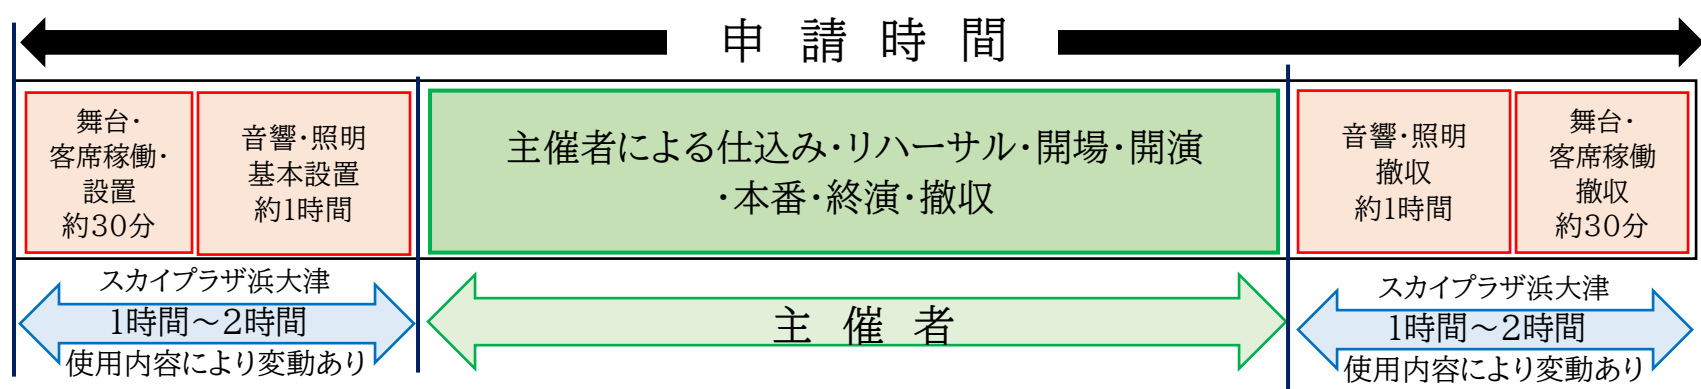 申請時間
舞台・
客席稼働・
設置
約30分
音響・照明
基本設置
約1時間
主催者による仕込み・リハーサル・開場・開演
・本番・終演・撤収
音響・照明
撤収
約1時間
舞台・
客席稼働
撤収
約30分
スカイプラザ浜大津
1時間～2時間
使用内容により変動あり
主催者
スカイプラザ浜大津
1時間～2時間
使用内容により変動あり